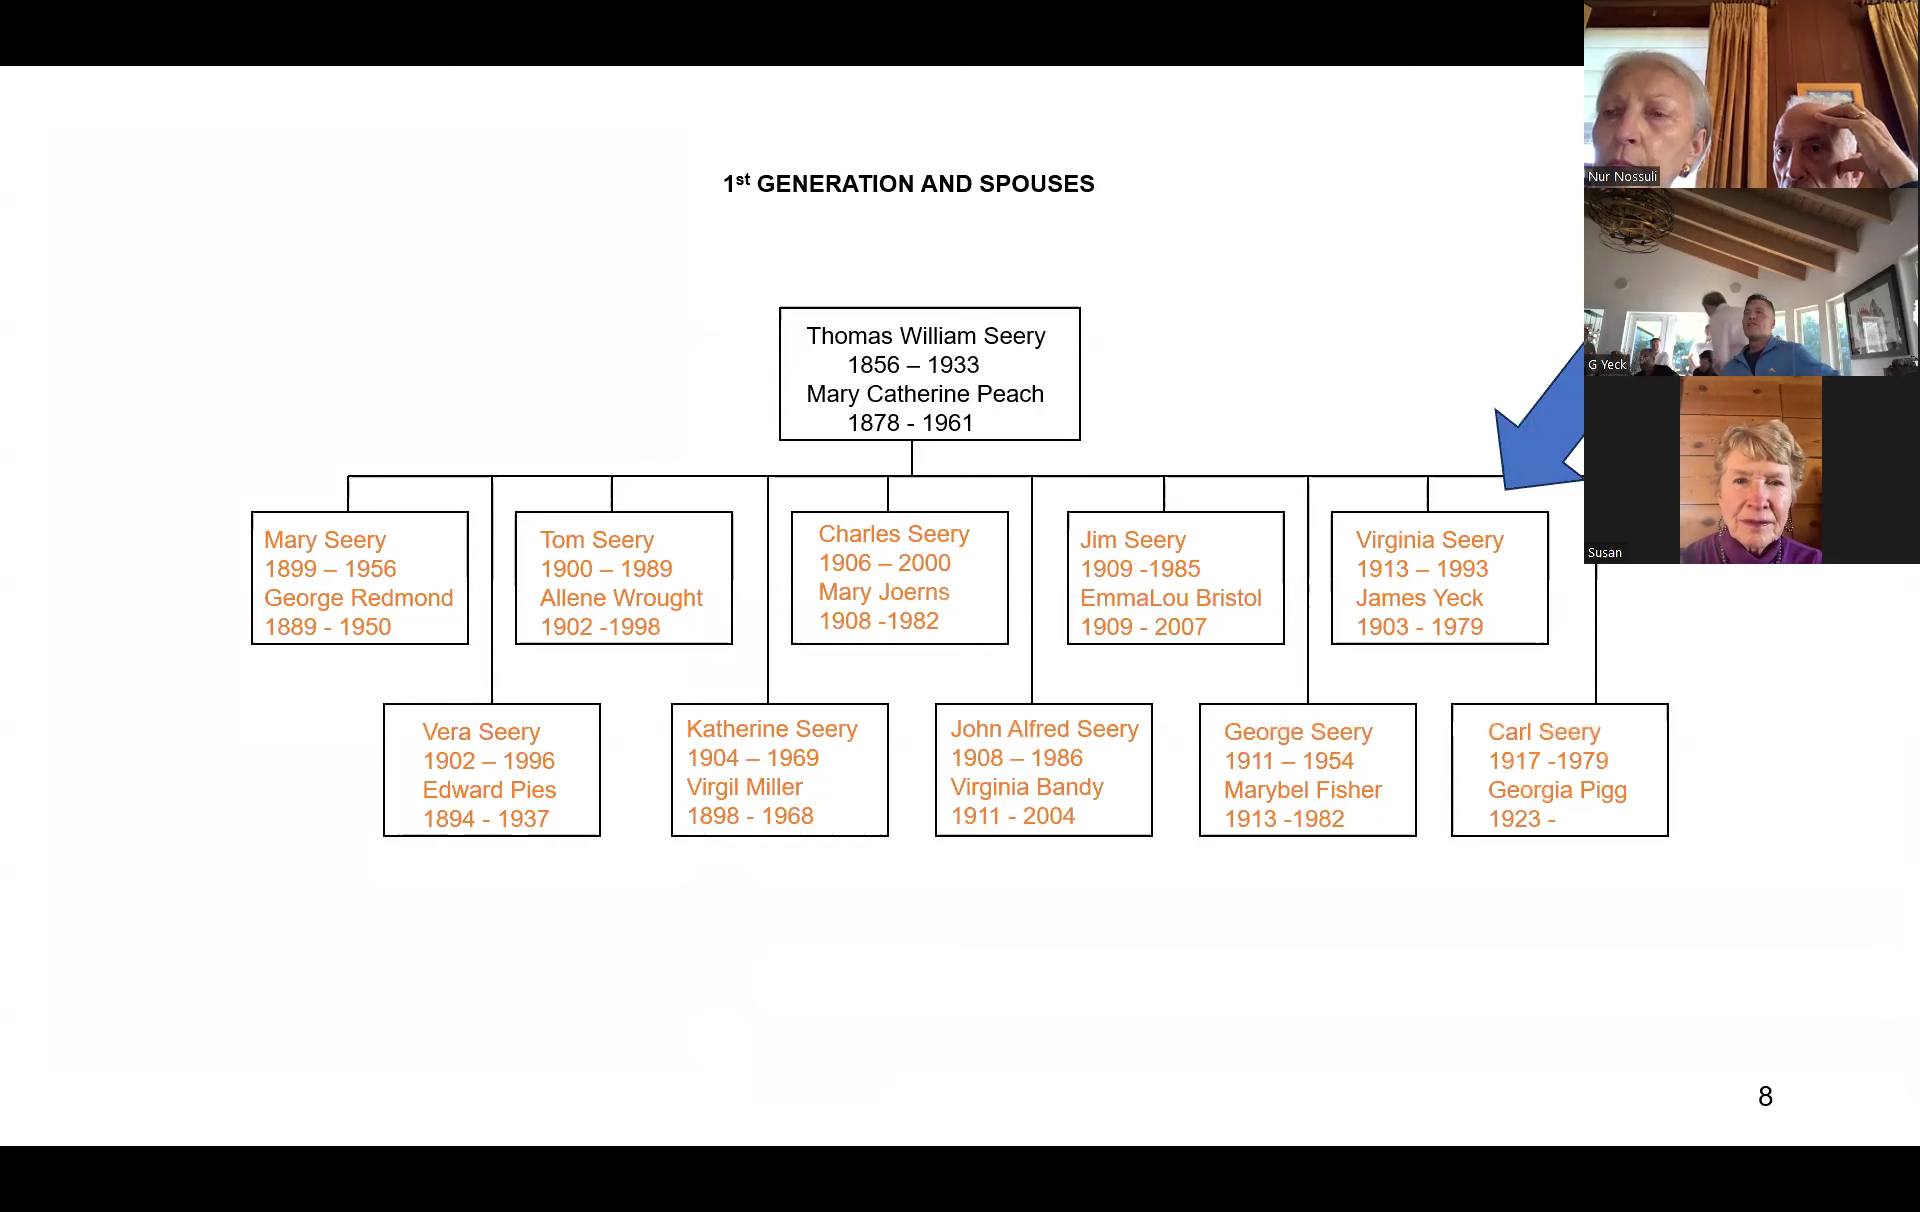 1st GENERATION AND SPOUSES
Thomas William Seery
1856 – 1933
Mary Catherine Peach
1878 - 1961
Mary Seery
1899 – 1956
George Redmond
1889 - 1950
Tom Seery
1900 – 1989
Allene Wrought
1902 -1998
Charles Seery
1906 – 2000
Mary Joerns
1908 -1982
Jim Seery
1909 -1985
EmmaLou Bristol
1909 - 2007
Virginia Seery
1913 – 1993
James Yeck
1903 - 1979
Vera Seery
1902 – 1996
Edward Pies
1894 - 1937
Katherine Seery
1904 – 1969
Virgil Miller
1898 - 1968
John Alfred Seery
1908 – 1986
Virginia Bandy
1911 - 2004
George Seery
1911 – 1954
Marybel Fisher
1913 -1982
Carl Seery
1917 -1979
Georgia Pigg
1923 -
8
Nur Nossuli
G Yeck
Susan